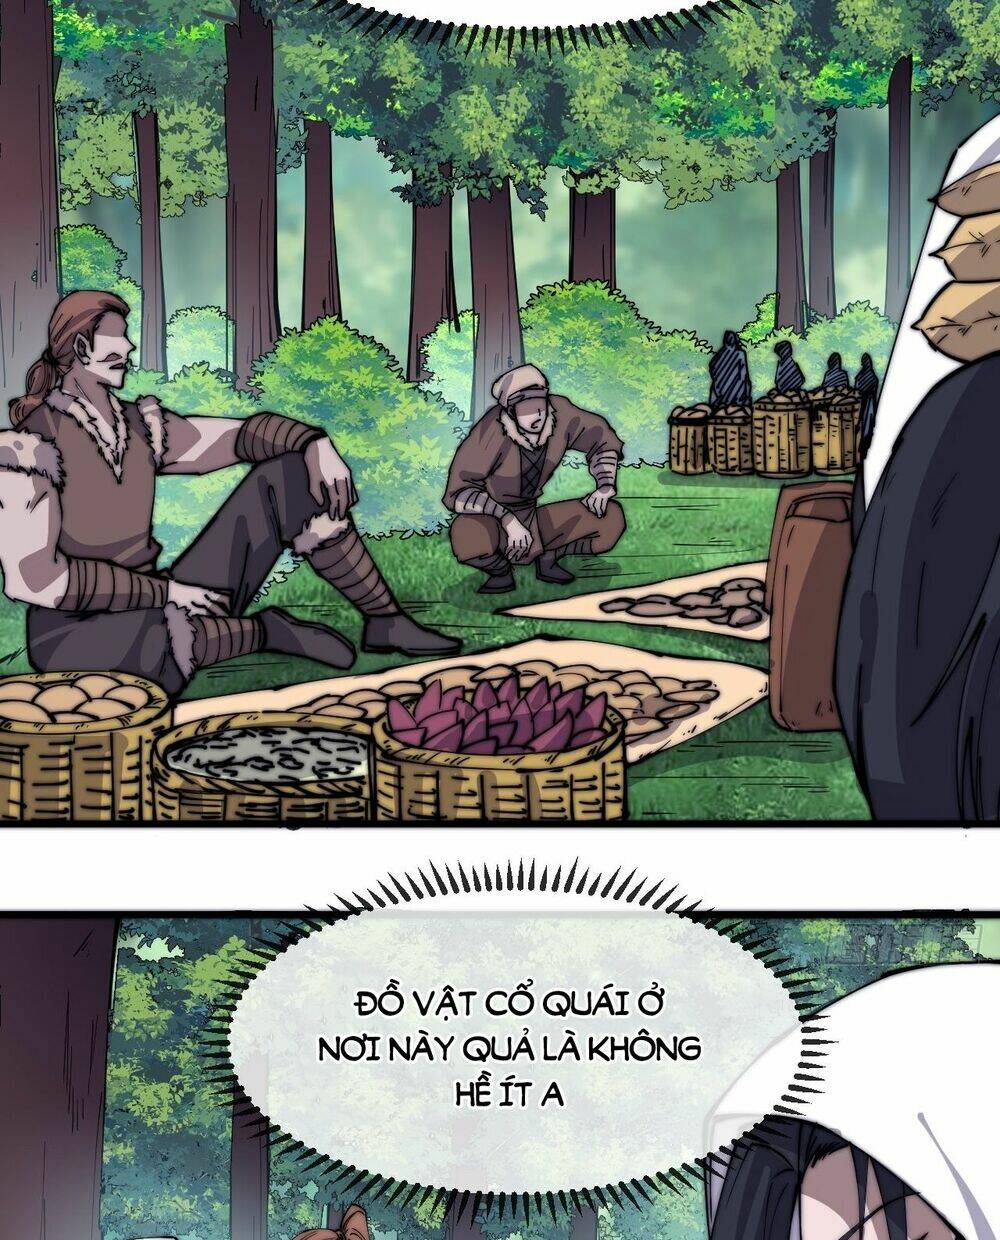 ĐỒ VẬT CỔ QUÁI Ở
NƠI NÀY QUẢ LÀ KHÔNG
HỀ ÍT A